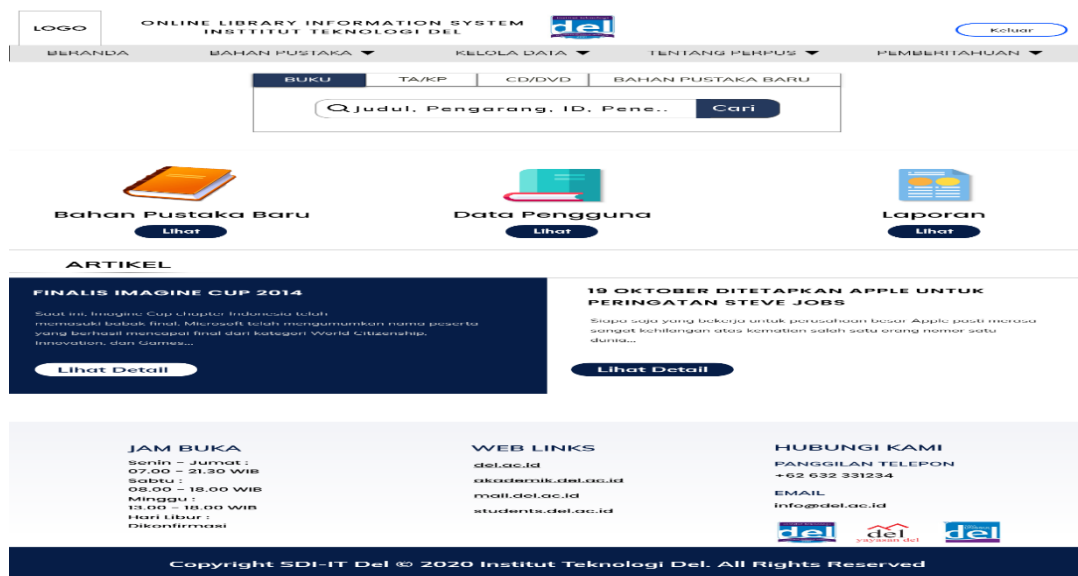 LOGO
ONLINE LIBRARY INFORMATION SYSTEM
INSTTITUT TEKNOLOGI DEL
del
Keluar
BERANDA
BAHAN PUSTAKA
KELOLA DATA
TENTANG PERPUS
PEMBERITAHUAN
BUKU
TA/KP
CD/DVD
BAHAN PUSTAKA BARU
Judul, Pengarang, ID, Pene..
Cari
Bahan Pustaka Baru
Lihat
Data Pengguna
Lihat
Laporan
Lihat
ARTIKEL
FINALIS IMAGINE CUP 2014
Saat ini, Imagine Cup chapter Indonesia telah
memasuki babak final. Microsoft telah mengumumkan nama peserta
yang berhasil mencapai final dari kategori World Citizenship,
Innovation, dan Games...
Lihat Detail
19 OKTOBER DITETAPKAN APPLE UNTUK
PERINGATAN STEVE JOBS
Siapa saja yang bekerja untuk perusahaan besar Apple pasti merasa
sangat kehilangan atas kematian salah satu orang nomor satu
dunia...
Lihat Detail
JAM BUKA
Senin - Jumat :
07.00 - 21.30 WIB
Sabtu :
08.00 - 18.00 WIB
Minggu :
13.00 - 18.00 WIB
Hari Libur :
Dikonfirmasi
WEB LINKS
del.ac.id
akademik.del.ac.id
mail.del.ac.id
students.del.ac.id
HUBUNGI KAMI
PANGGILAN TELEPON
+62 632 331234
EMAIL
info@del.ac.id
del
del
yayasan del
del
Copyright SDI-IT Del © 2020 Institut Teknologi Del. All Rights Reserved